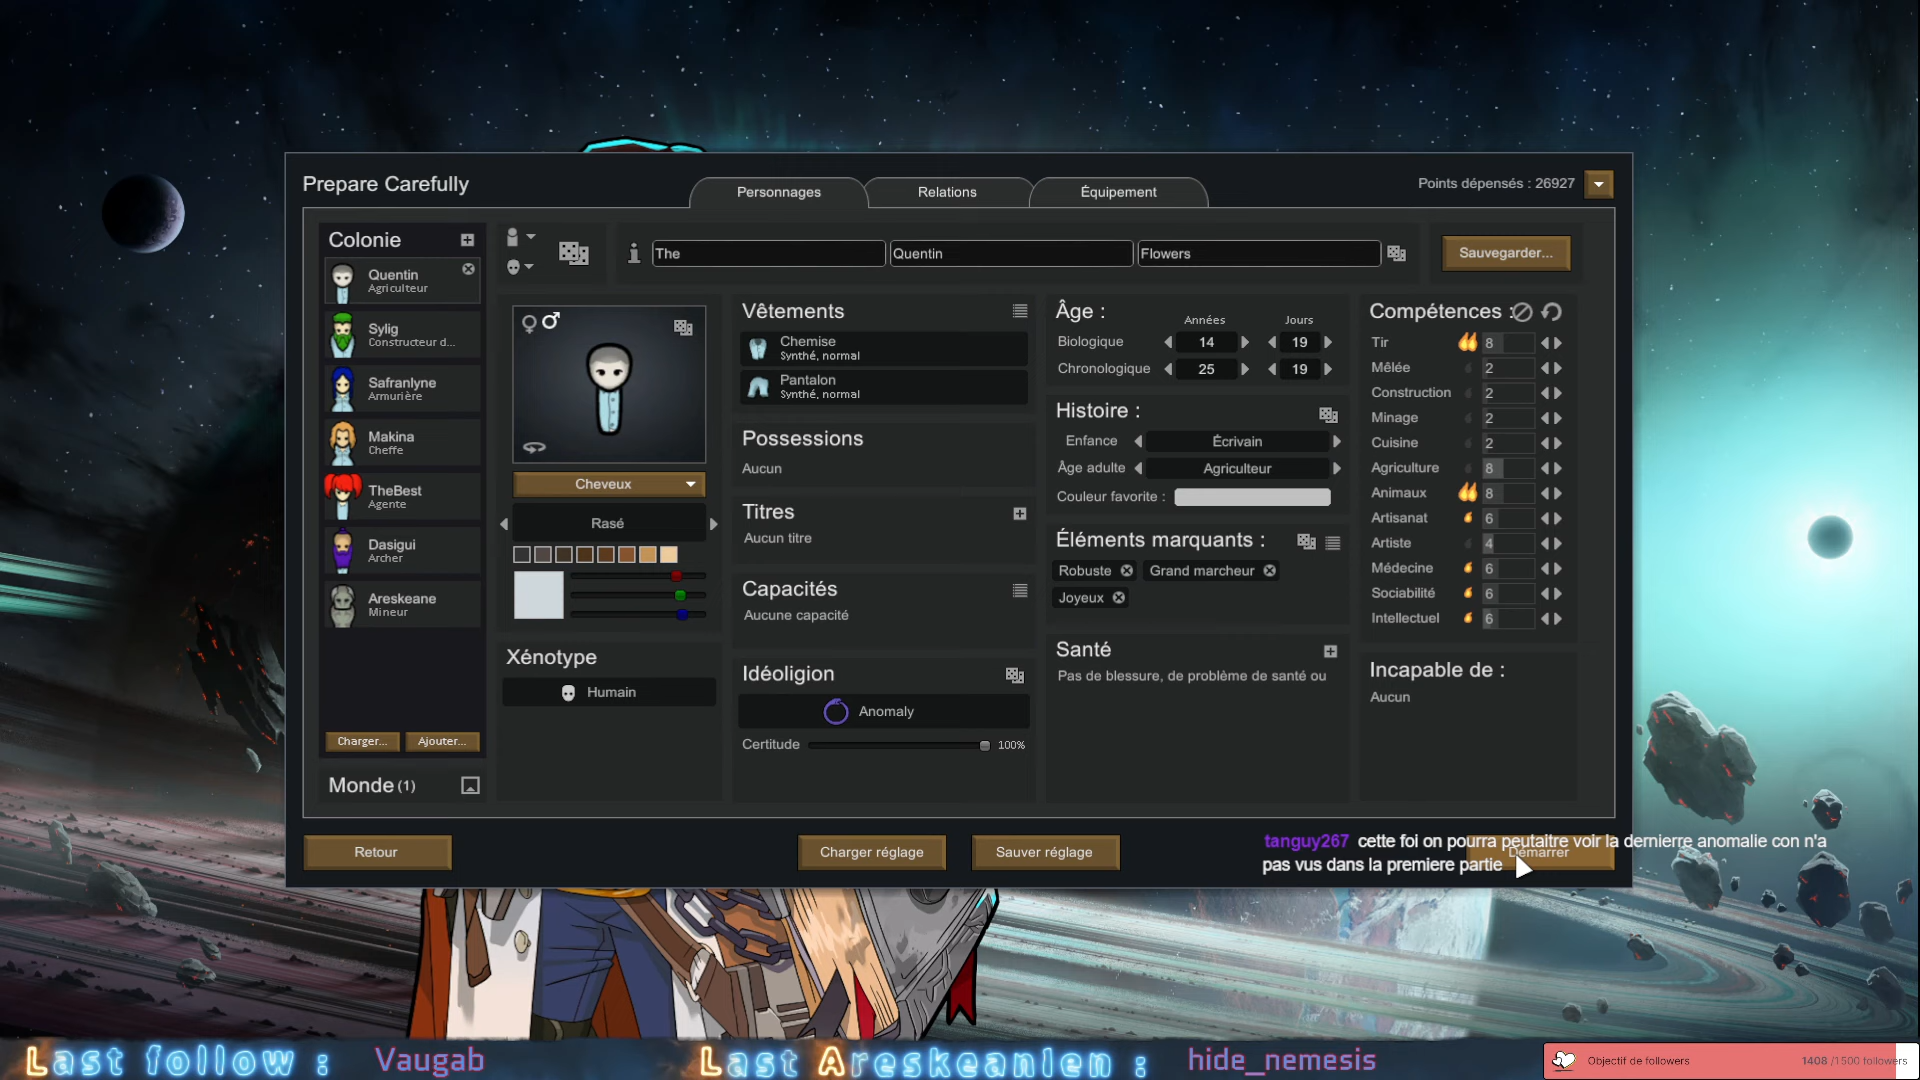 Prepare Carefully
Personnages
Relations
Équipement
Points dépensés : 26927
Colonie
Quentin
Agriculteur
Sylig
Constructeur d...
Safranlyne
Armurière
Makina
Cheffe
TheBest
Agente
Dasigui
Archer
Areskeane
Mineur
Charger...
Ajouter...
Monde (1)
The
Quentin
Flowers
Sauvegarder...
Cheveux
Rasé
Xénotype
Humain
Vêtements
Chemise
Synthé, normal
Pantalon
Synthé, normal
Possessions
Aucun
Titres
Aucun titre
Capacités
Aucune capacité
Idéoligion
Anomaly
Certitude 100%
Âge :
Années Jours
Biologique 14 19
Chronologique 25 19
Histoire :
Enfance Écrivain
Âge adulte Agriculteur
Couleur favorite :
Éléments marquants :
Robuste
Grand marcheur
Joyeux
Santé
Pas de blessure, de problème de santé ou
Compétences :
Tir 8
Mêlée 2
Construction 2
Minage 2
Cuisine 2
Agriculture 8
Animaux 8
Artisanat 6
Artiste 4
Médecine 6
Sociabilité 6
Intellectuel 6
Incapable de :
Aucun
Retour
Charger réglage
Sauver réglage
Démarrer
tanguy267 cette foi on pourra peutaitre voir la dernierre anomalie con n'a
pas vus dans la premiere partie
Last follow : Vaugab
Last Areskeanien : hide_nemesis
Objectif de followers 1408 /1500 followers